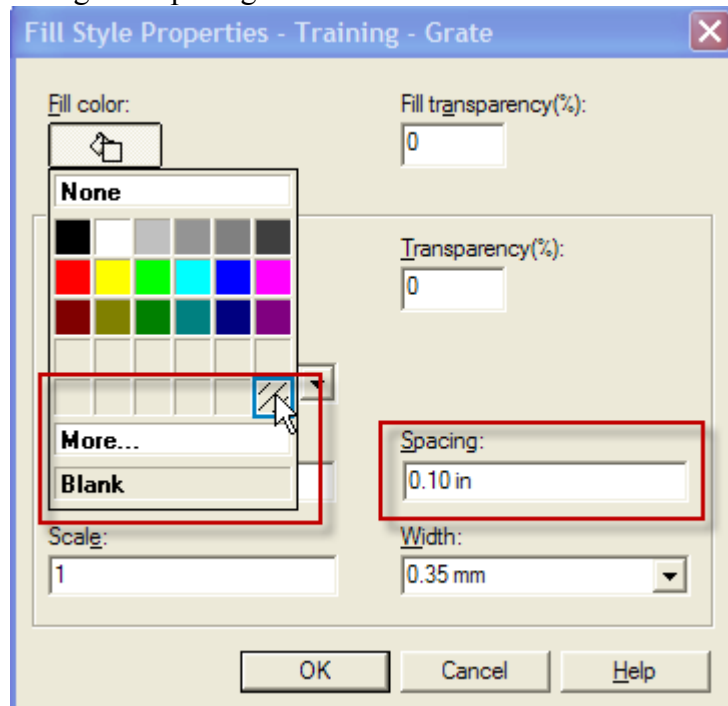 Fill Style Properties - Training - Grate
Fill color:
Fill transparency(%):
0
None
Transparency(%):
0
More...
Blank
Spacing:
0.10 in
Scale:
1
Width:
0.35 mm
OK
Cancel
Help